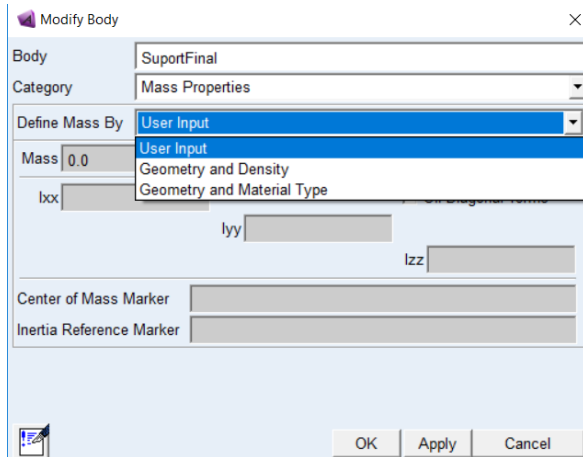 Modify Body
Body SuportFinal
Category Mass Properties
Define Mass By User Input
User Input
Geometry and Density
Geometry and Material Type
Mass 0.0
Ixx
Iyy
Izz
Center of Mass Marker
Inertia Reference Marker
OK Apply Cancel